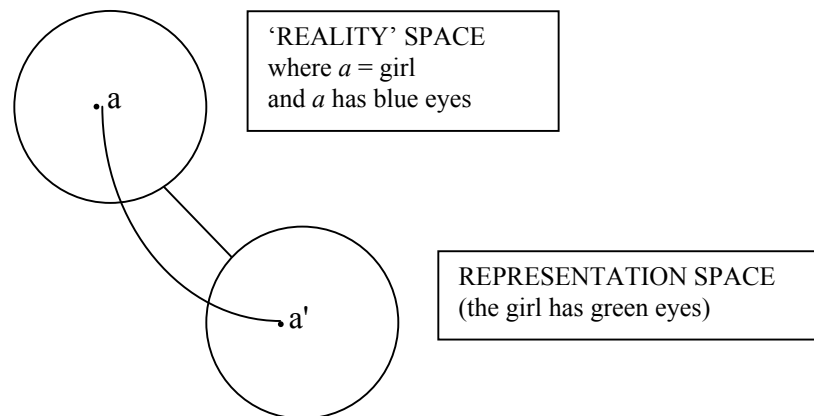 ‘REALITY’ SPACE
where a = girl
and a has blue eyes
a
REPRESENTATION SPACE
(the girl has green eyes)
a'